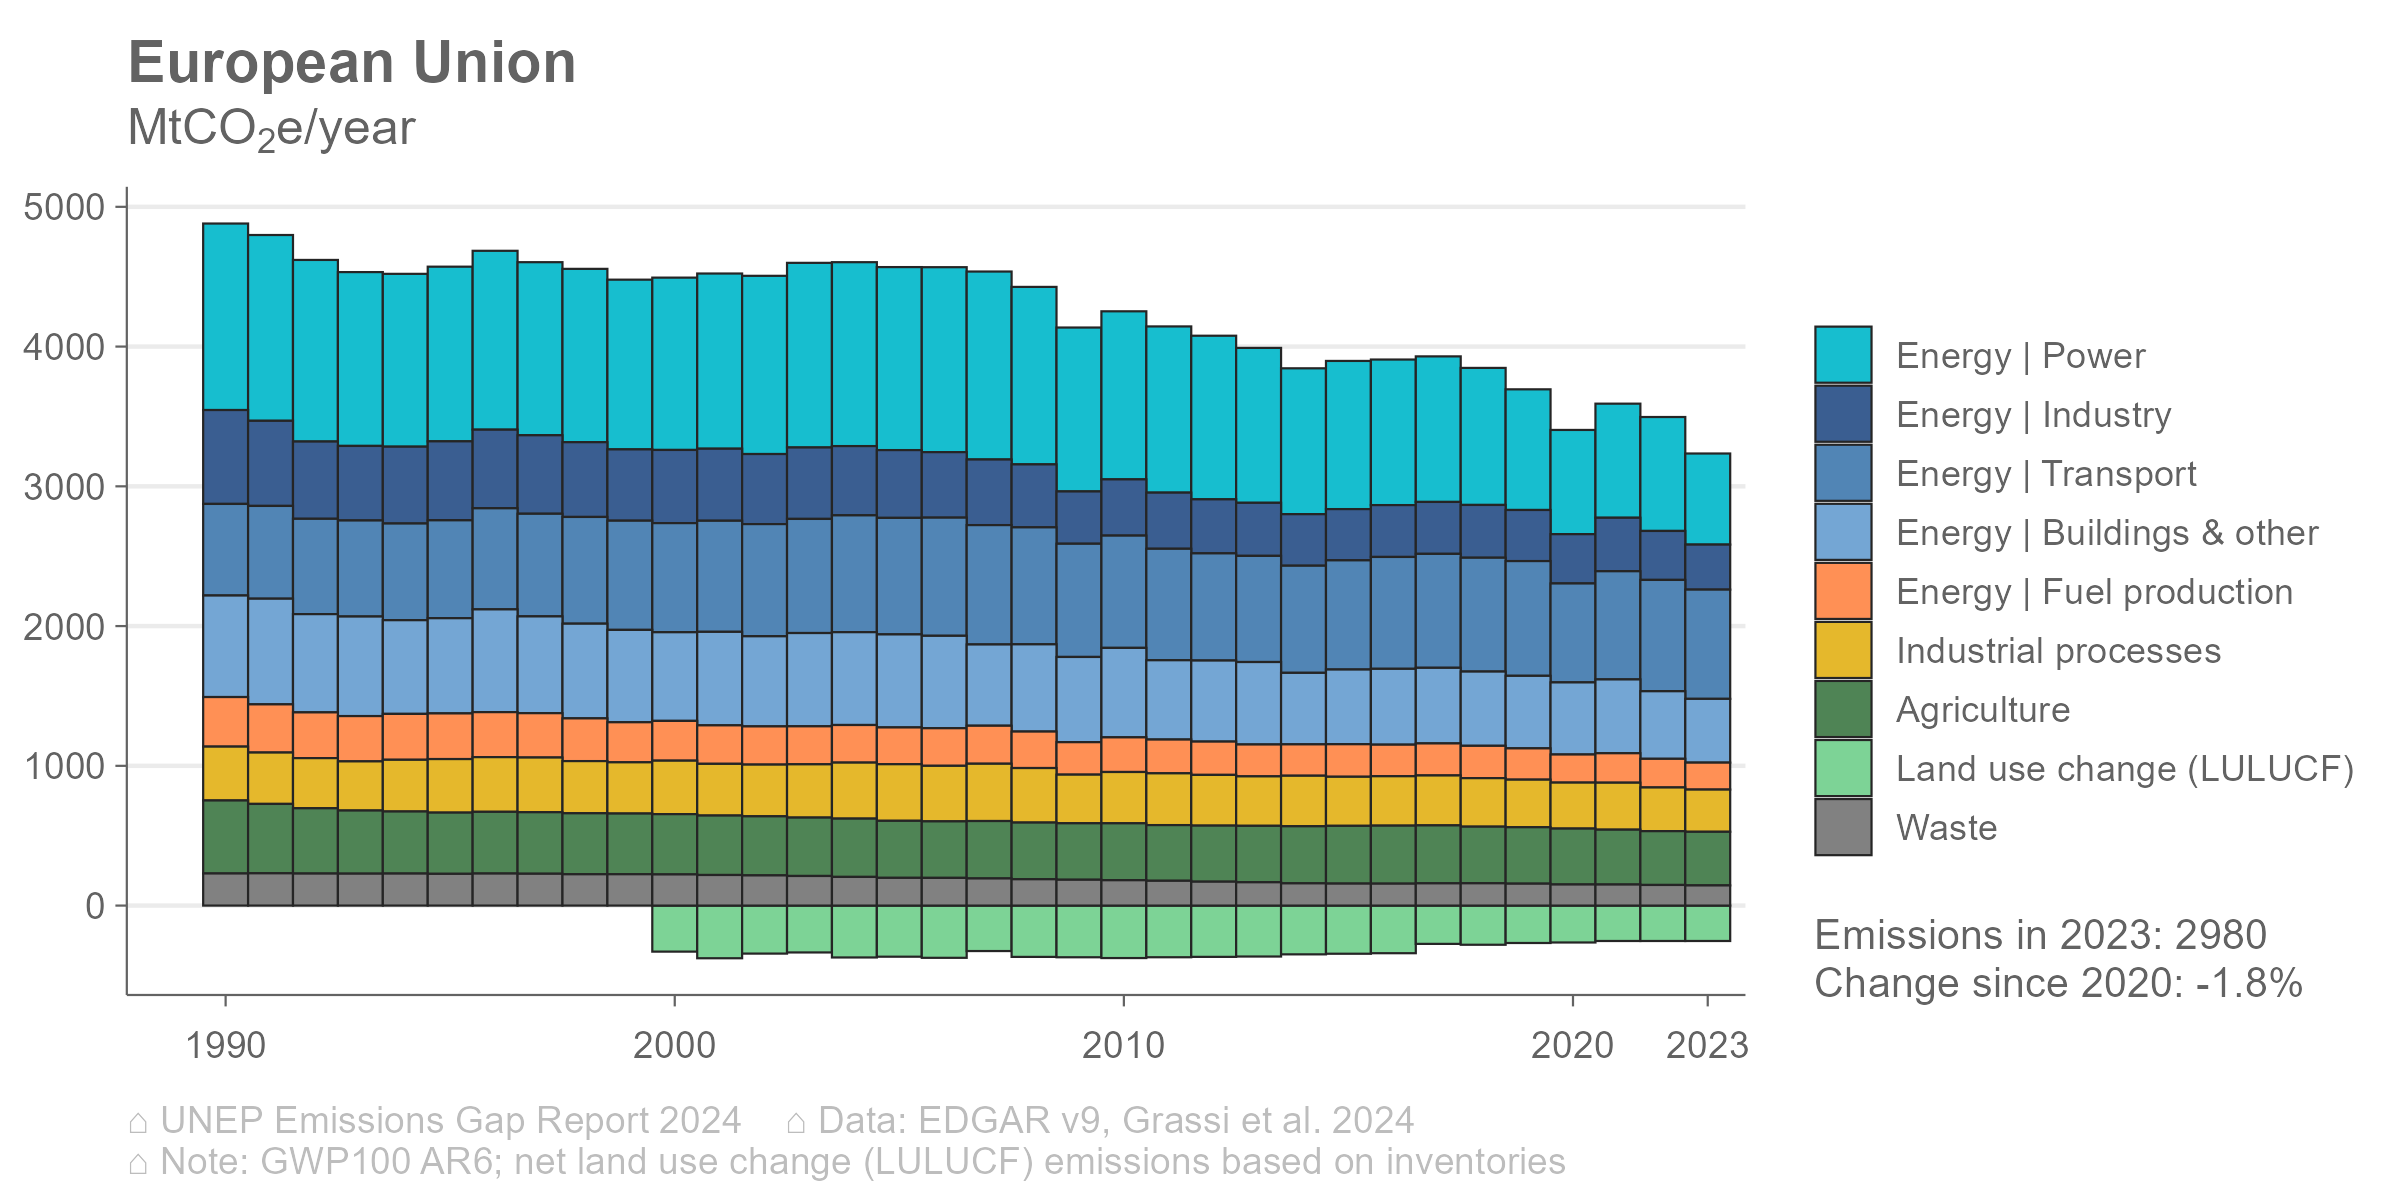 European Union
MtCO₂e/year
5000
4000
3000
2000
1000
0
1990 2000 2010 2020 2023
Energy | Power
Energy | Industry
Energy | Transport
Energy | Buildings & other
Energy | Fuel production
Industrial processes
Agriculture
Land use change (LULUCF)
Waste
Emissions in 2023: 2980
Change since 2020: -1.8%
⌂ UNEP Emissions Gap Report 2024 ⌂ Data: EDGAR v9, Grassi et al. 2024
⌂ Note: GWP100 AR6; net land use change (LULUCF) emissions based on inventories